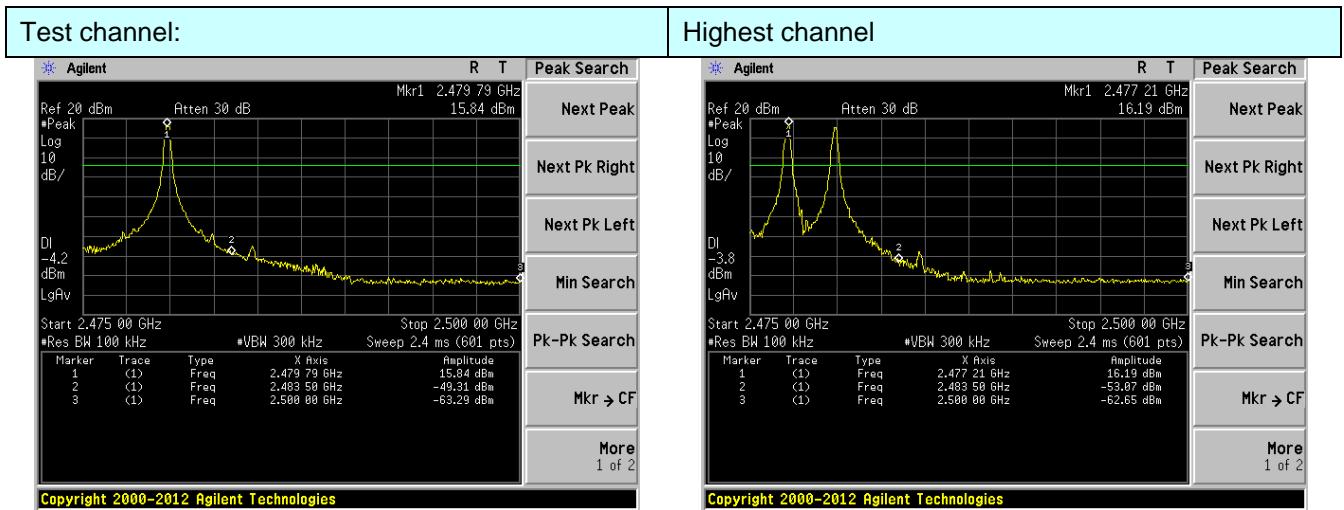 Test channel:
Highest channel
Agilent R T Peak Search
Mkr1 2.479 79 GHz
Ref 20 dBm Atten 30 dB 15.84 dBm
#Peak
Log
10
dB/
1
2
3
DI
-4.2
dBm
LgAv
Start 2.475 00 GHz Stop 2.500 00 GHz
#Res BW 100 kHz #VBW 300 kHz Sweep 2.4 ms (601 pts)
Marker Trace Type X Axis Amplitude
1 (1) Freq 2.479 79 GHz 15.84 dBm
2 (1) Freq 2.483 50 GHz -49.31 dBm
3 (1) Freq 2.500 00 GHz -63.29 dBm
Next Peak
Next Pk Right
Next Pk Left
Min Search
Pk-Pk Search
Mkr → CF
More
1 of 2
Copyright 2000-2012 Agilent Technologies
Agilent R T Peak Search
Mkr1 2.477 21 GHz
Ref 20 dBm Atten 30 dB 16.19 dBm
#Peak
Log
10
dB/
1
2
3
DI
-3.8
dBm
LgAv
Start 2.475 00 GHz Stop 2.500 00 GHz
#Res BW 100 kHz #VBW 300 kHz Sweep 2.4 ms (601 pts)
Marker Trace Type X Axis Amplitude
1 (1) Freq 2.477 21 GHz 16.19 dBm
2 (1) Freq 2.483 50 GHz -53.07 dBm
3 (1) Freq 2.500 00 GHz -62.65 dBm
Next Peak
Next Pk Right
Next Pk Left
Min Search
Pk-Pk Search
Mkr → CF
More
1 of 2
Copyright 2000-2012 Agilent Technologies